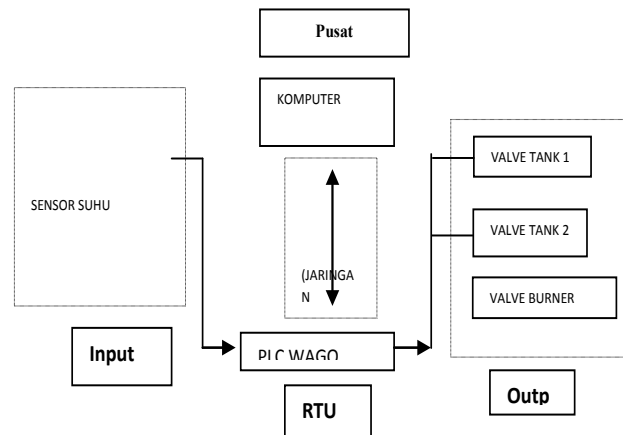 Pusat
KOMPUTER
SENSOR SUHU
(JARINGA
N
VALVE TANK 1
VALVE TANK 2
VALVE BURNER
Input
PLC WAGO
RTU
Outp